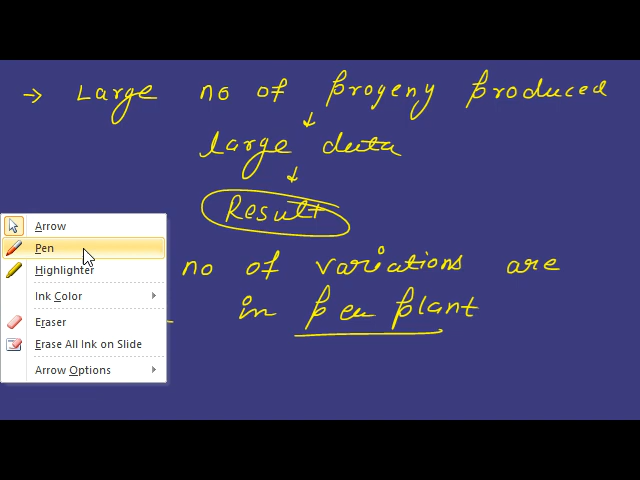 → Large no of progeny produced
↓
large data
↓
Result
no of variations are
in pea plant
Arrow
Pen
Highlighter
Ink Color
Eraser
Erase All Ink on Slide
Arrow Options